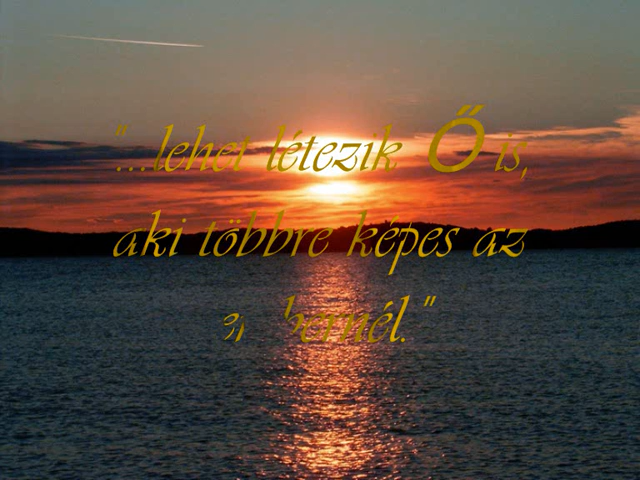 "...lehet létezik Ő is,
aki többre képes az
embernél."